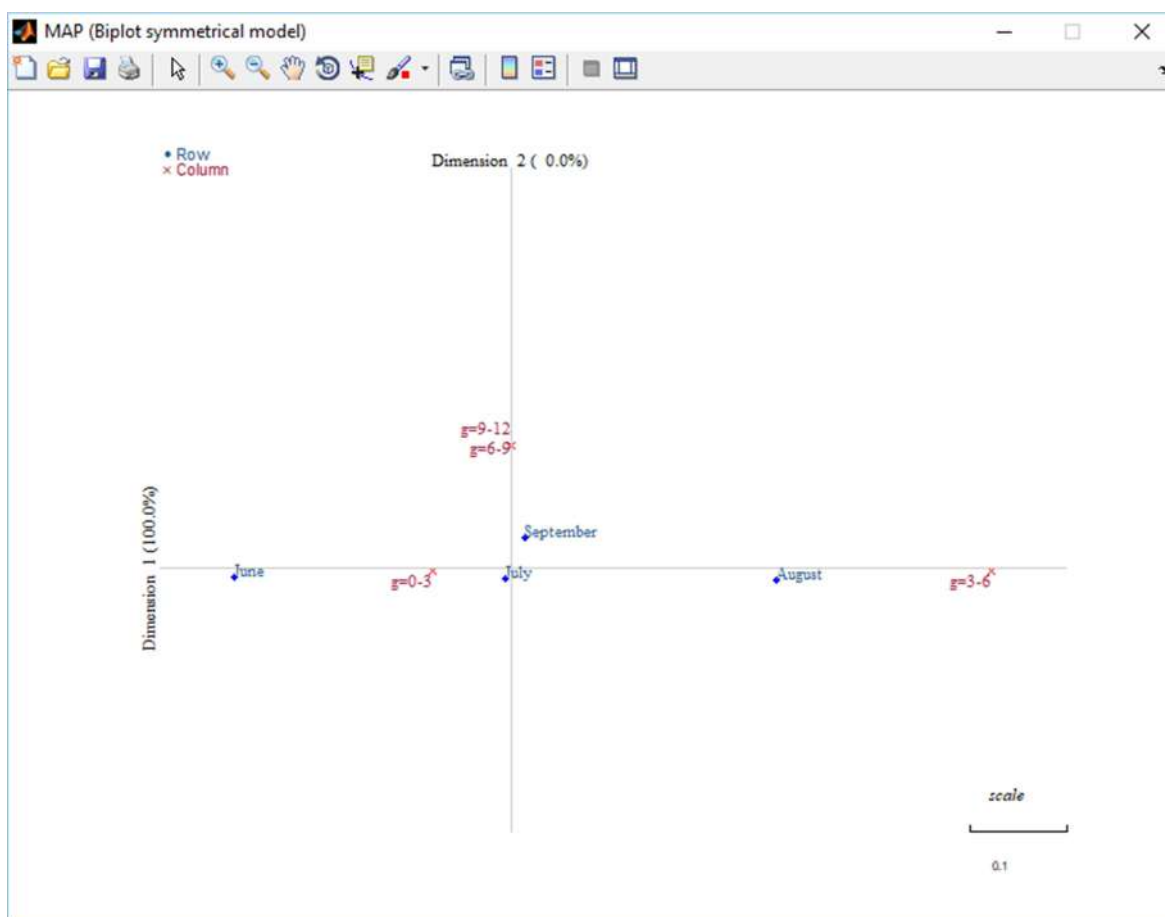 MAP (Biplot symmetrical model)
• Row
× Column
Dimension 2 ( 0.0%)
g=9-12
g=6-9
September
Dimension 1 (100.0%)
June
g=0-3
July
August
g=3-6
scale
0.1